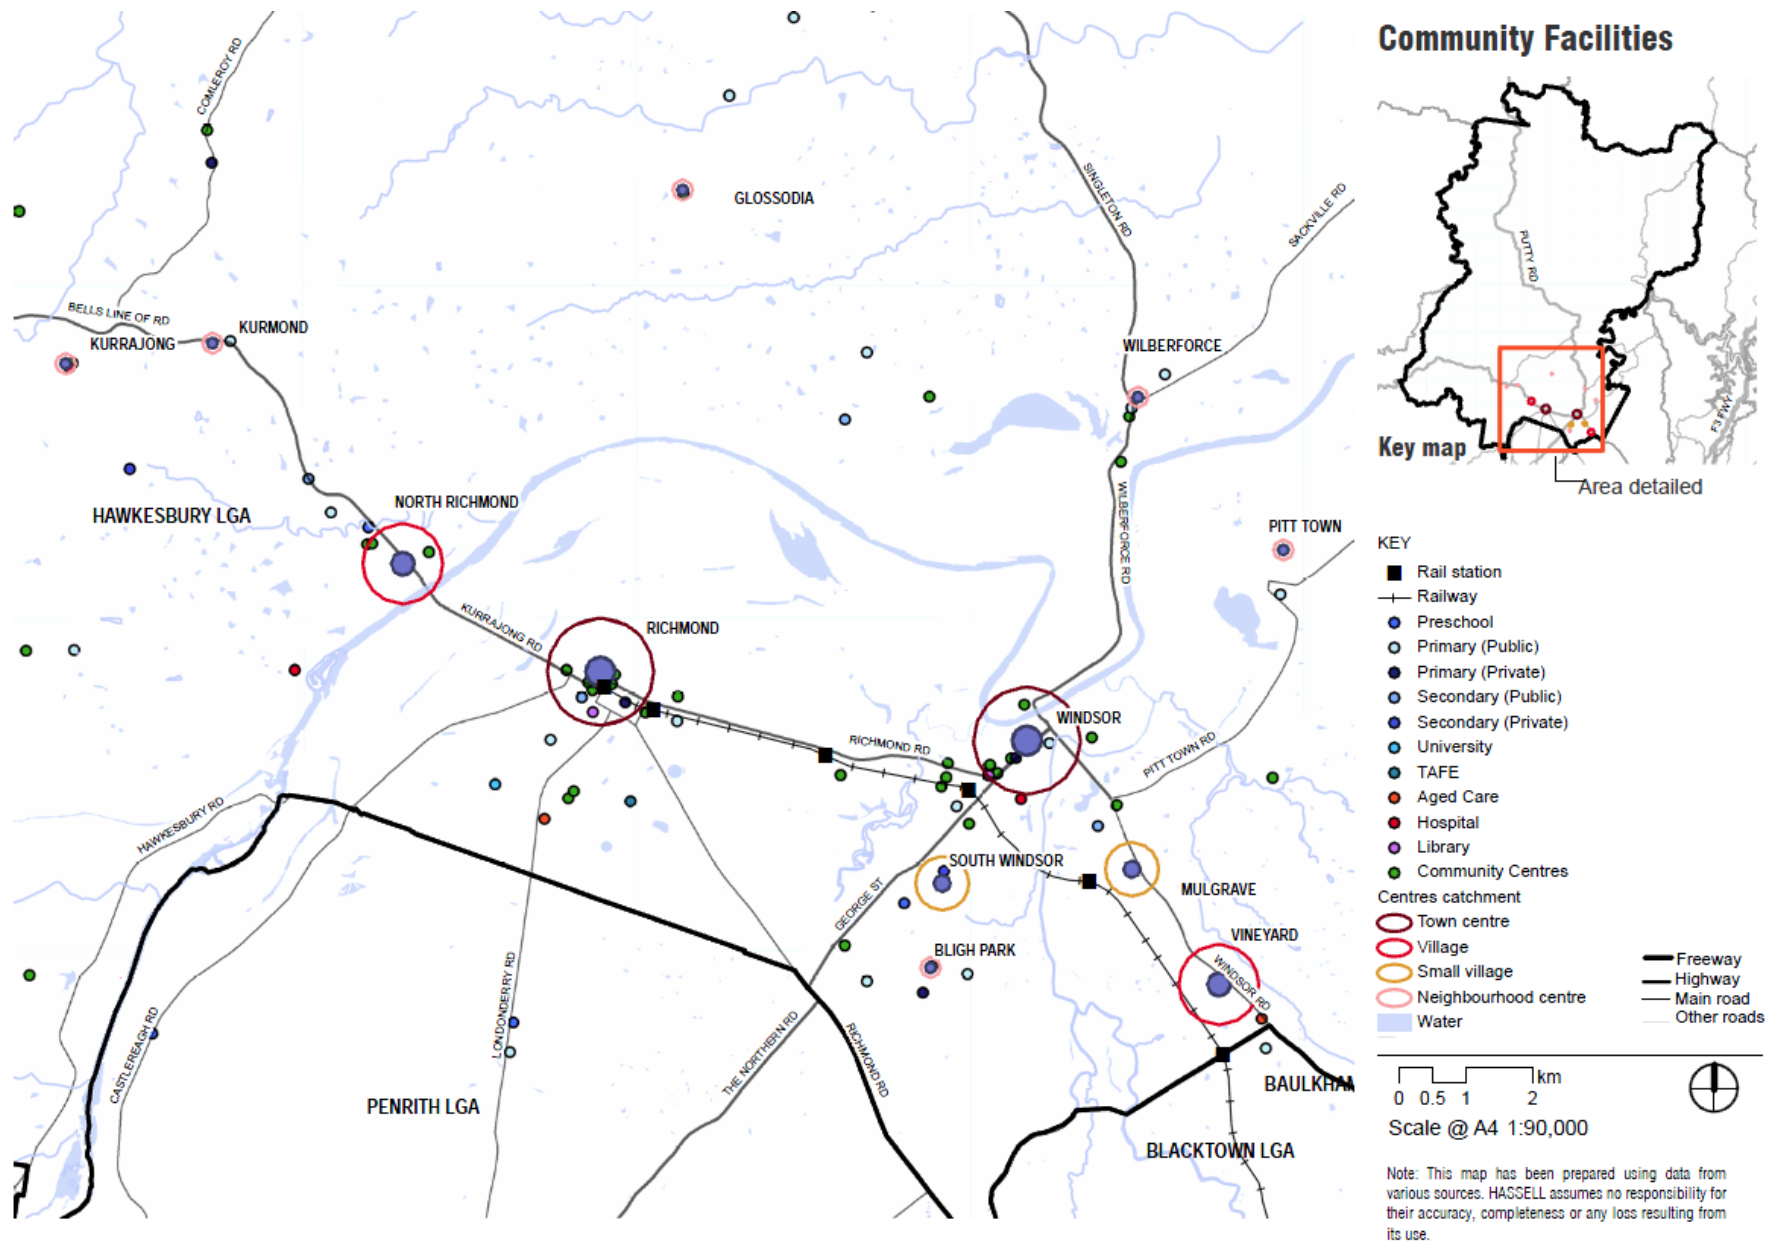 COMLEROY RD
GLOSSODIA
SINGLETON RD
SACKVILLE RD
BELLS LINE OF RD
KURMOND
KURRAJONG
WILBERFORCE
HAWKESBURY LGA
NORTH RICHMOND
WILBERFORCE RD
PITT TOWN
KURRAJONG RD
RICHMOND
WINDSOR
RICHMOND RD
PITT TOWN RD
HAWKESBURY RD
SOUTH WINDSOR
MULGRAVE
GEORGE ST
VINEYARD
BLIGH PARK
WINDSOR RD
LONDONDERRY RD
CASTLEREAGH RD
THE NORTHERN RD
RICHMOND RD
PENRITH LGA
BAULKHAM
BLACKTOWN LGA
Community Facilities
PUTTY RD
F3 FWY
Key map
Area detailed
KEY
Rail station
Railway
Preschool
Primary (Public)
Primary (Private)
Secondary (Public)
Secondary (Private)
University
TAFE
Aged Care
Hospital
Library
Community Centres
Centres catchment
Town centre
Village
Small village
Neighbourhood centre
Water
Freeway
Highway
Main road
Other roads
km
0 0.5 1 2
Scale @ A4 1:90,000
Note: This map has been prepared using data from
various sources. HASSELL assumes no responsibility for
their accuracy, completeness or any loss resulting from
its use.